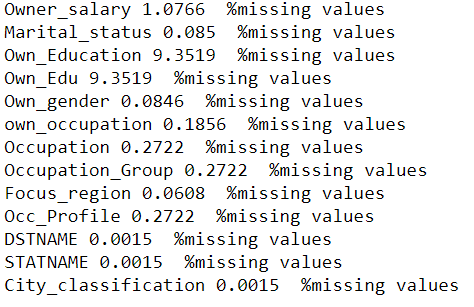 Owner_salary 1.0766  %missing values
Marital_status 0.085  %missing values
Own_Education 9.3519  %missing values
Own_Edu 9.3519  %missing values
Own_gender 0.0846  %missing values
own_occupation 0.1856  %missing values
Occupation 0.2722  %missing values
Occupation_Group 0.2722  %missing values
Focus_region 0.0608  %missing values
Occ_Profile 0.2722  %missing values
DSTNAME 0.0015  %missing values
STATNAME 0.0015  %missing values
City_classification 0.0015  %missing values